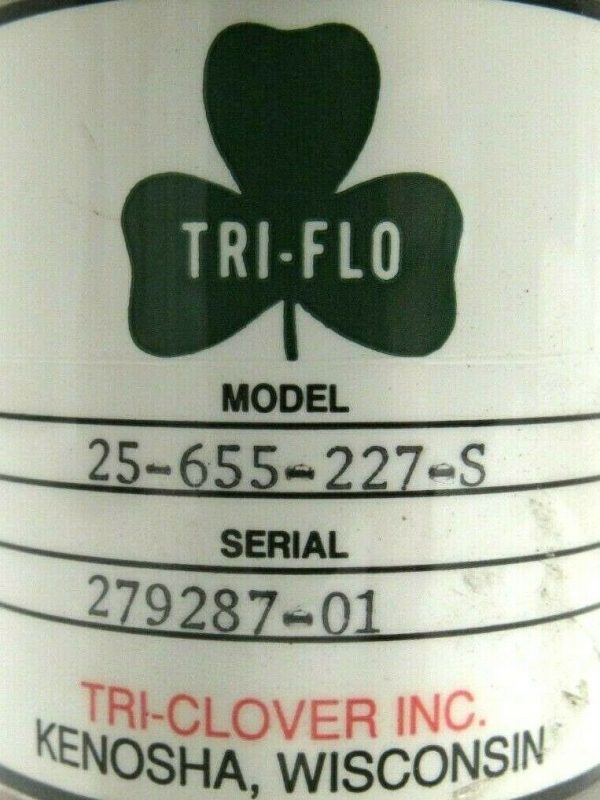 TRI-FLO
MODEL
25-655-227-S
SERIAL
279287-01
TRI-CLOVER INC.
KENOSHA, WISCONSIN